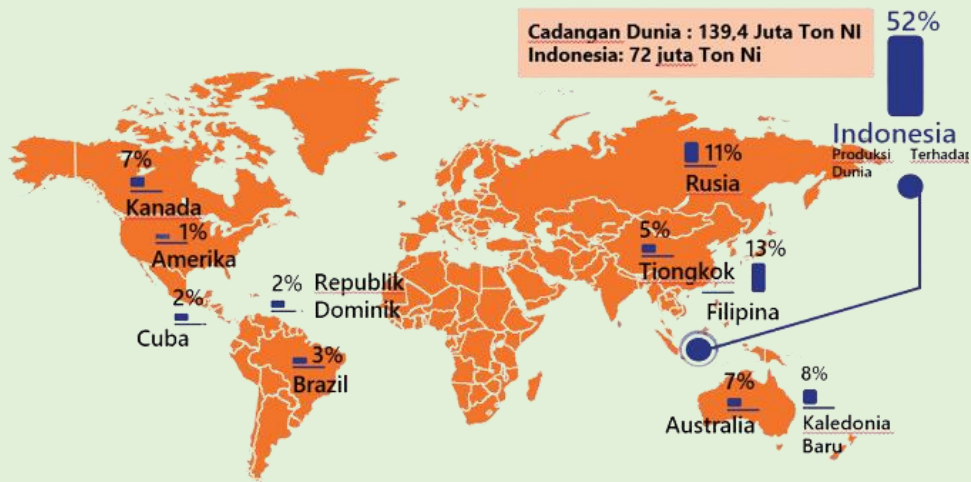 Cadangan Dunia : 139,4 Juta Ton NI
Indonesia: 72 juta Ton Ni
52%
Indonesia
Produksi Terhadap
Dunia
7%
Kanada
1%
Amerika
2%
Cuba
2% Republik
Dominik
3%
Brazil
11%
Rusia
5%
Tiongkok
13%
Filipina
7%
Australia
8%
Kaledonia
Baru